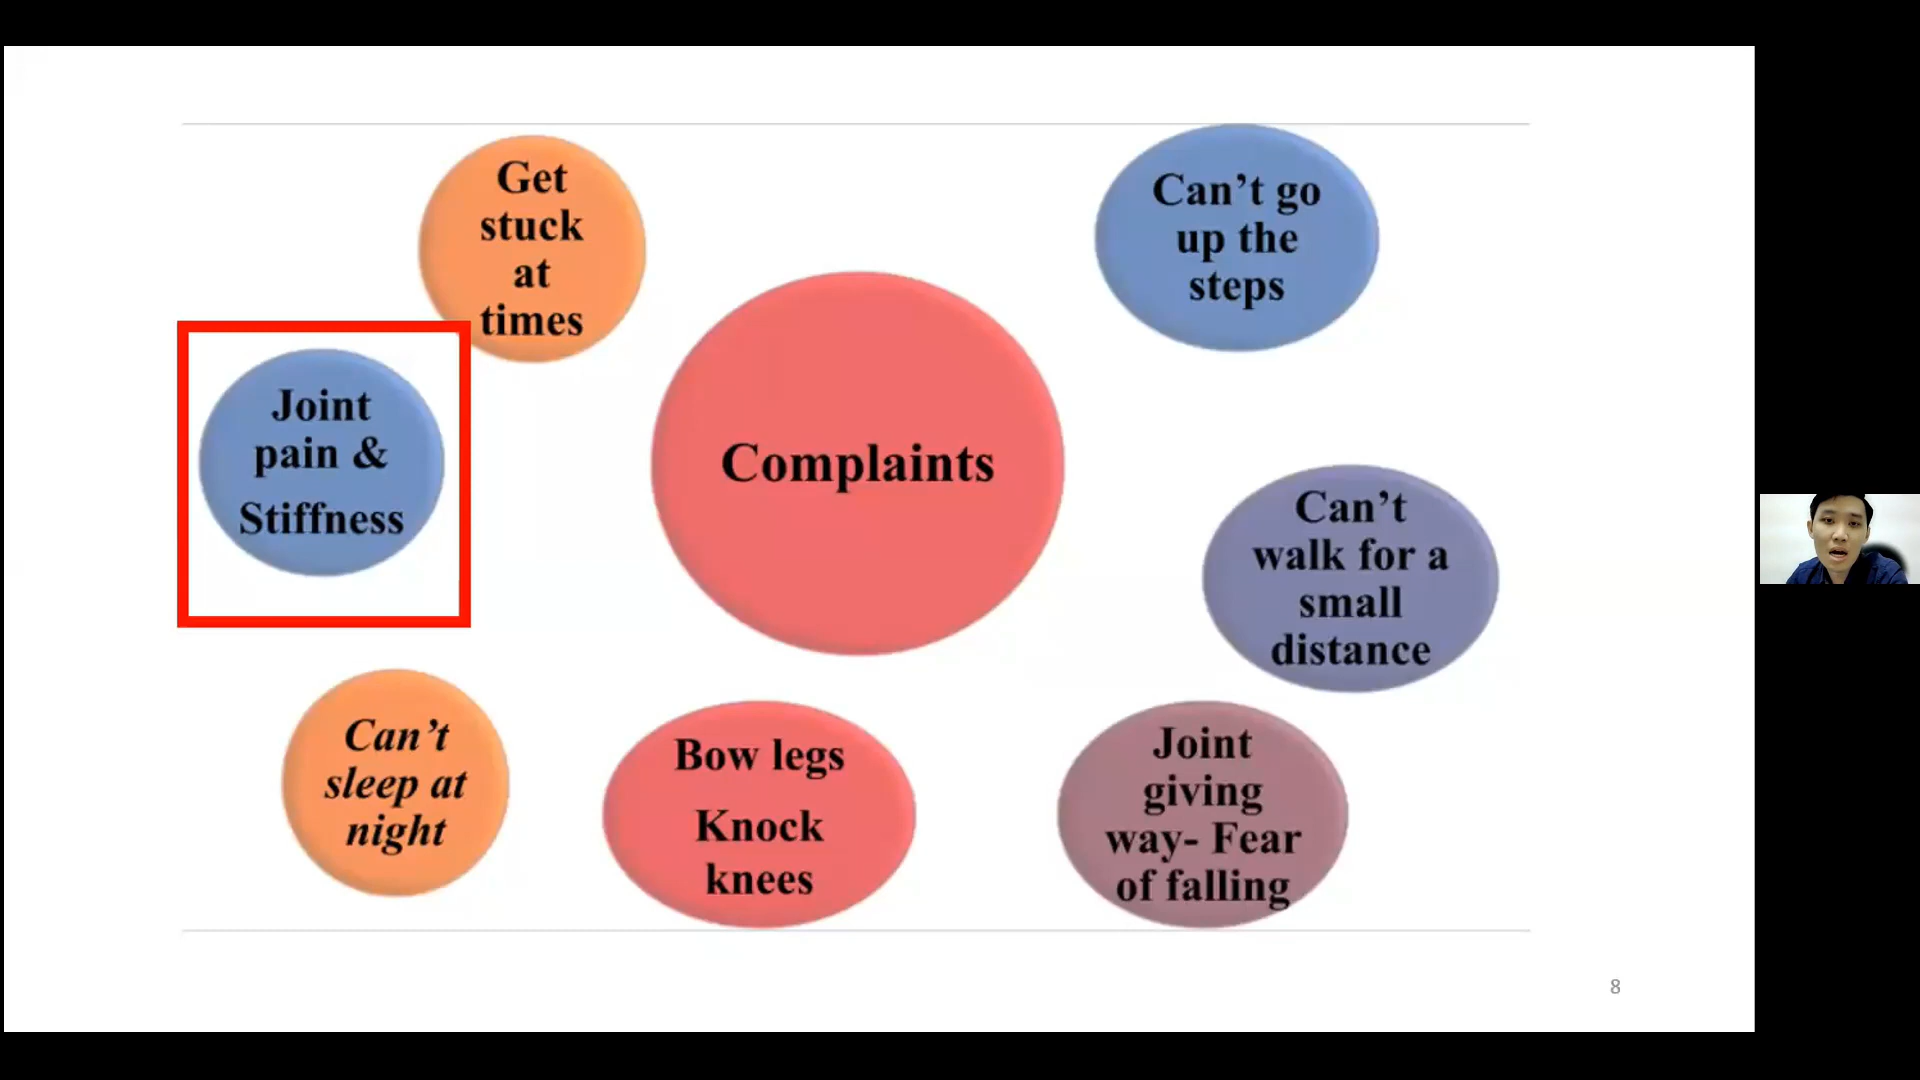 Get
stuck
at
times
Can’t go
up the
steps
Joint
pain &
Stiffness
Complaints
Can’t
walk for a
small
distance
Can’t
sleep at
night
Bow legs
Knock
knees
Joint
giving
way- Fear
of falling
8